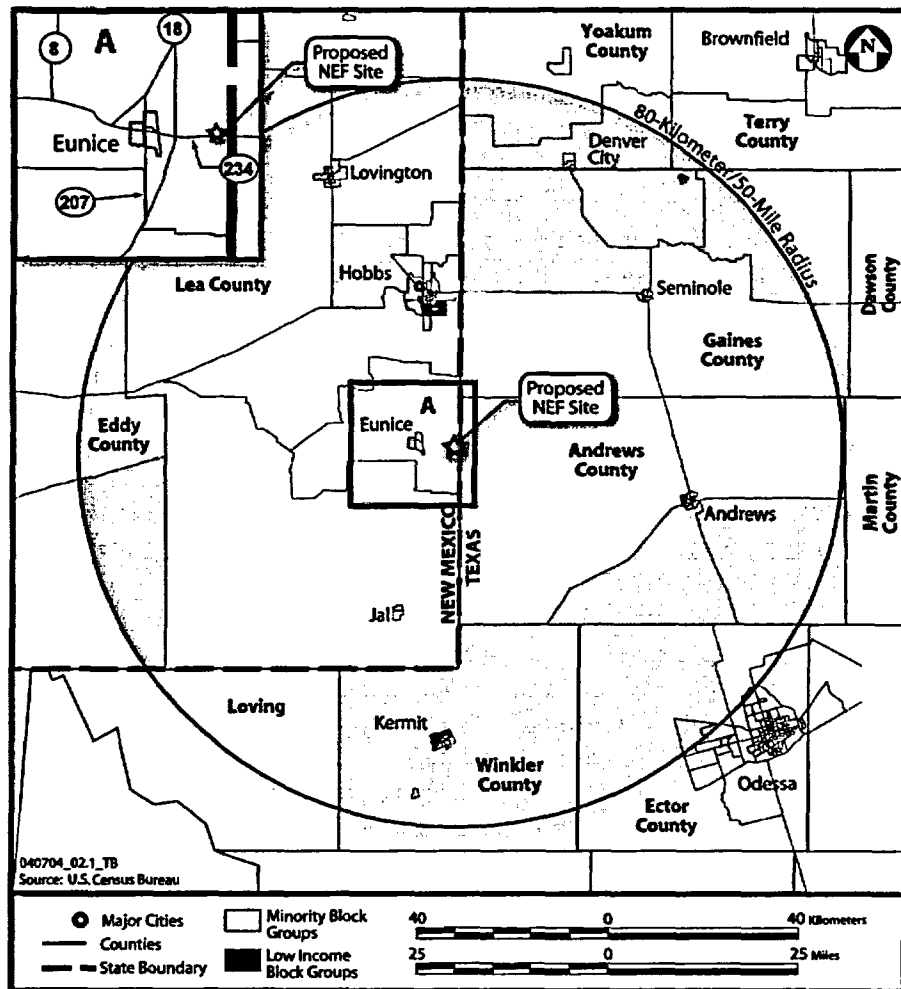 A
8
18
Proposed
NEF Site
Eunice
234
207
Yoakum
County
Brownfield
N
Terry
County
80-Kilometer/50-Mile Radius
Denver
City
Lovington
Hobbs
Lea County
Seminole
Dawson
County
Gaines
County
Proposed
NEF Site
A
Eunice
Eddy
County
Andrews
County
Martin
County
Andrews
NEW MEXICO
TEXAS
Jal
Loving
Kermit
Winkler
County
Odessa
Ector
County
040704_02.1_TB
Source: U.S. Census Bureau
Major Cities
Counties
State Boundary
Minority Block
Groups
Low Income
Block Groups
40 0 40 Kilometers
25 0 25 Miles